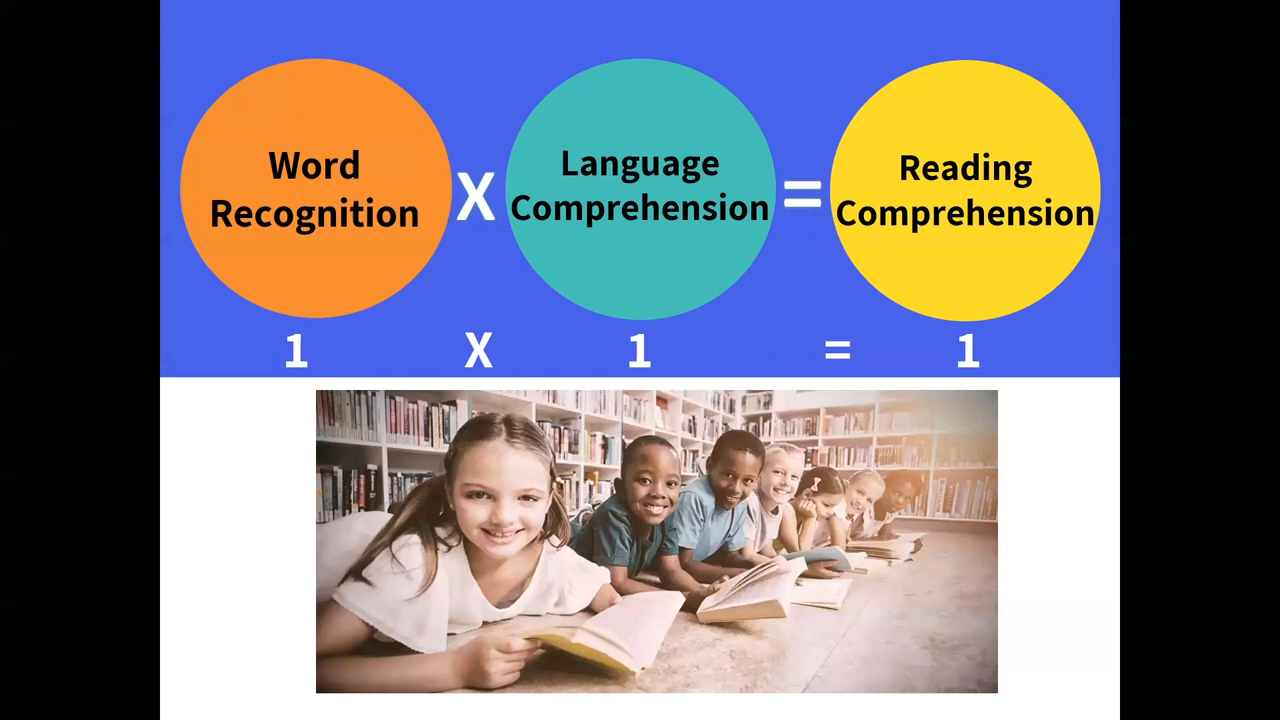 Word
Recognition
X
Language
Comprehension
=
Reading
Comprehension
1 X 1 = 1